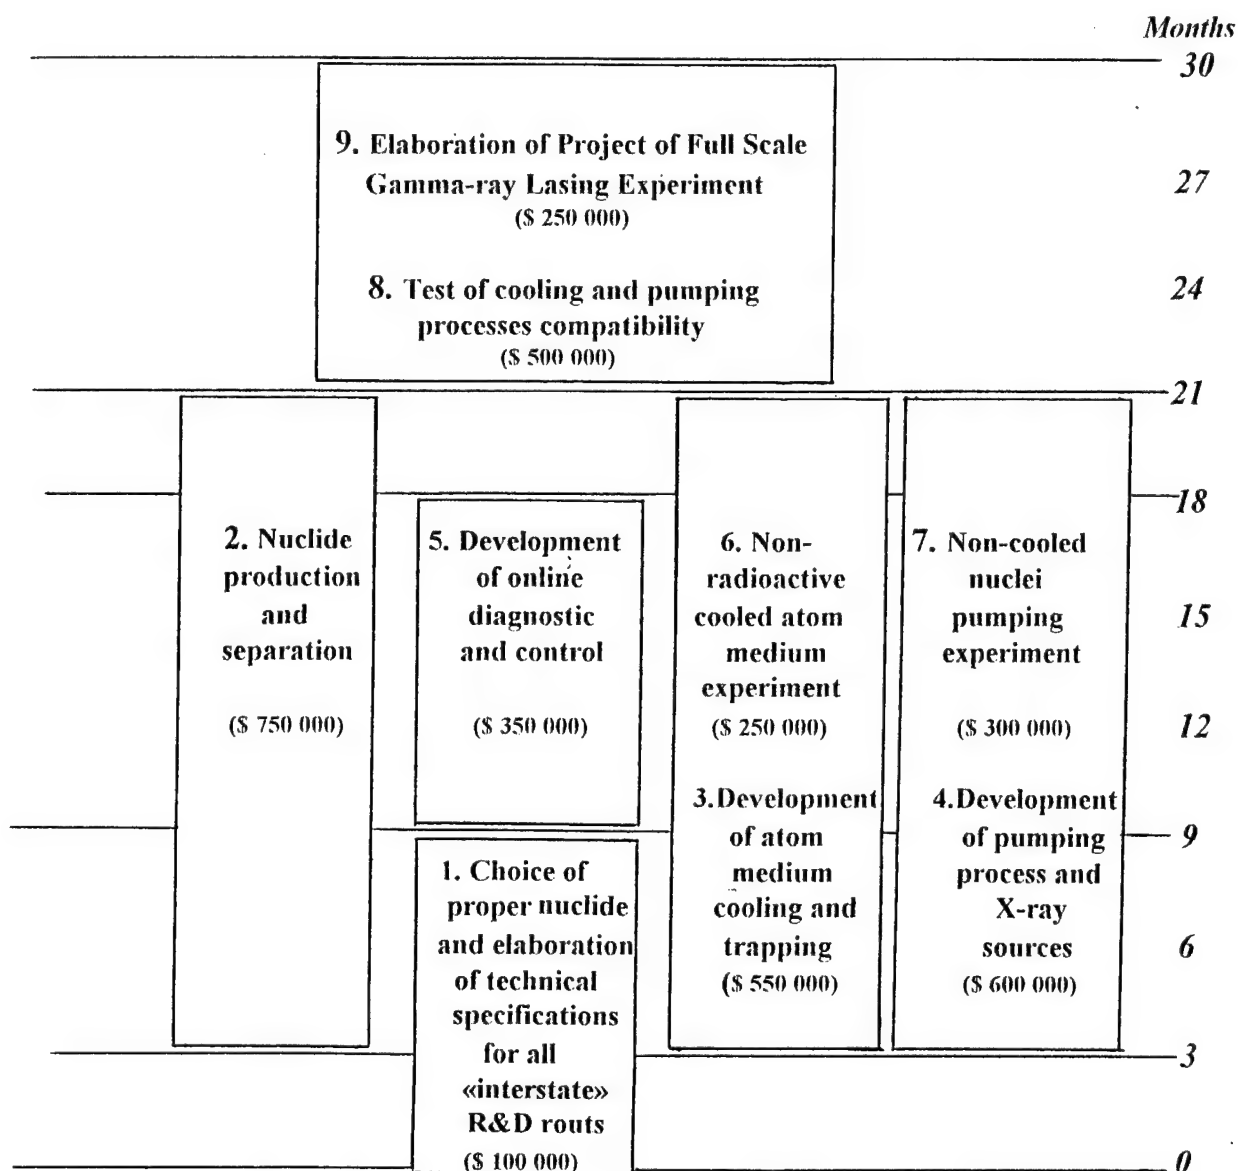 Months
30
9. Elaboration of Project of Full Scale
Gamma-ray Lasing Experiment
($ 250 000)
27
8. Test of cooling and pumping
processes compatibility
($ 500 000)
24
21
18
2. Nuclide
production
and
separation
($ 750 000)
5. Development
of online
diagnostic
and control
($ 350 000)
6. Non-
radioactive
cooled atom
medium
experiment
($ 250 000)
7. Non-cooled
nuclei
pumping
experiment
($ 300 000)
15
12
3.Development
of atom
medium
cooling and
trapping
($ 550 000)
4.Development
of pumping
process and
X-ray
sources
($ 600 000)
9
1. Choice of
proper nuclide
and elaboration
of technical
specifications
for all
«interstate»
R&D routs
($ 100 000)
6
3
0